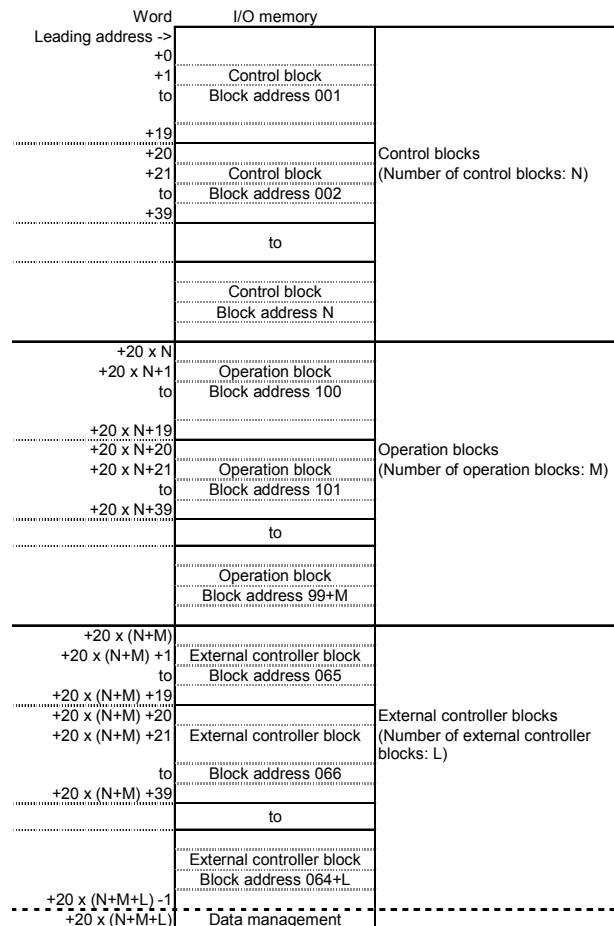 Word I/O memory
Leading address ->
+0
+1 Control block
to Block address 001
+19
+20 Control blocks
+21 Control block (Number of control blocks: N)
to Block address 002
+39
to
Control block
Block address N
+20 x N
+20 x N+1 Operation block
to Block address 100
+20 x N+19
+20 x N+20 Operation blocks
+20 x N+21 Operation block (Number of operation blocks: M)
to Block address 101
+20 x N+39
to
Operation block
Block address 99+M
+20 x (N+M)
+20 x (N+M) +1 External controller block
to Block address 065
+20 x (N+M) +19
+20 x (N+M) +20 External controller blocks
+20 x (N+M) +21 External controller block (Number of external controller
blocks: L)
to Block address 066
+20 x (N+M) +39
to
External controller block
Block address 064+L
+20 x (N+M+L) -1
+20 x (N+M+L) Data management